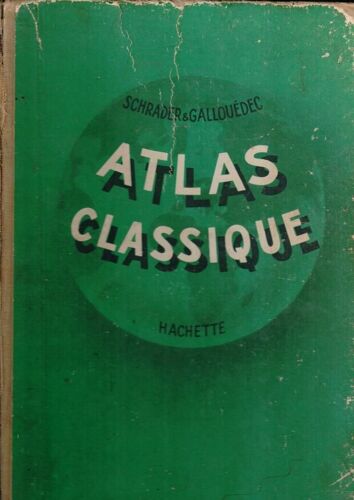 SCHRADER & GALLOUÉDEC
ATLAS
CLASSIQUE
HACHETTE